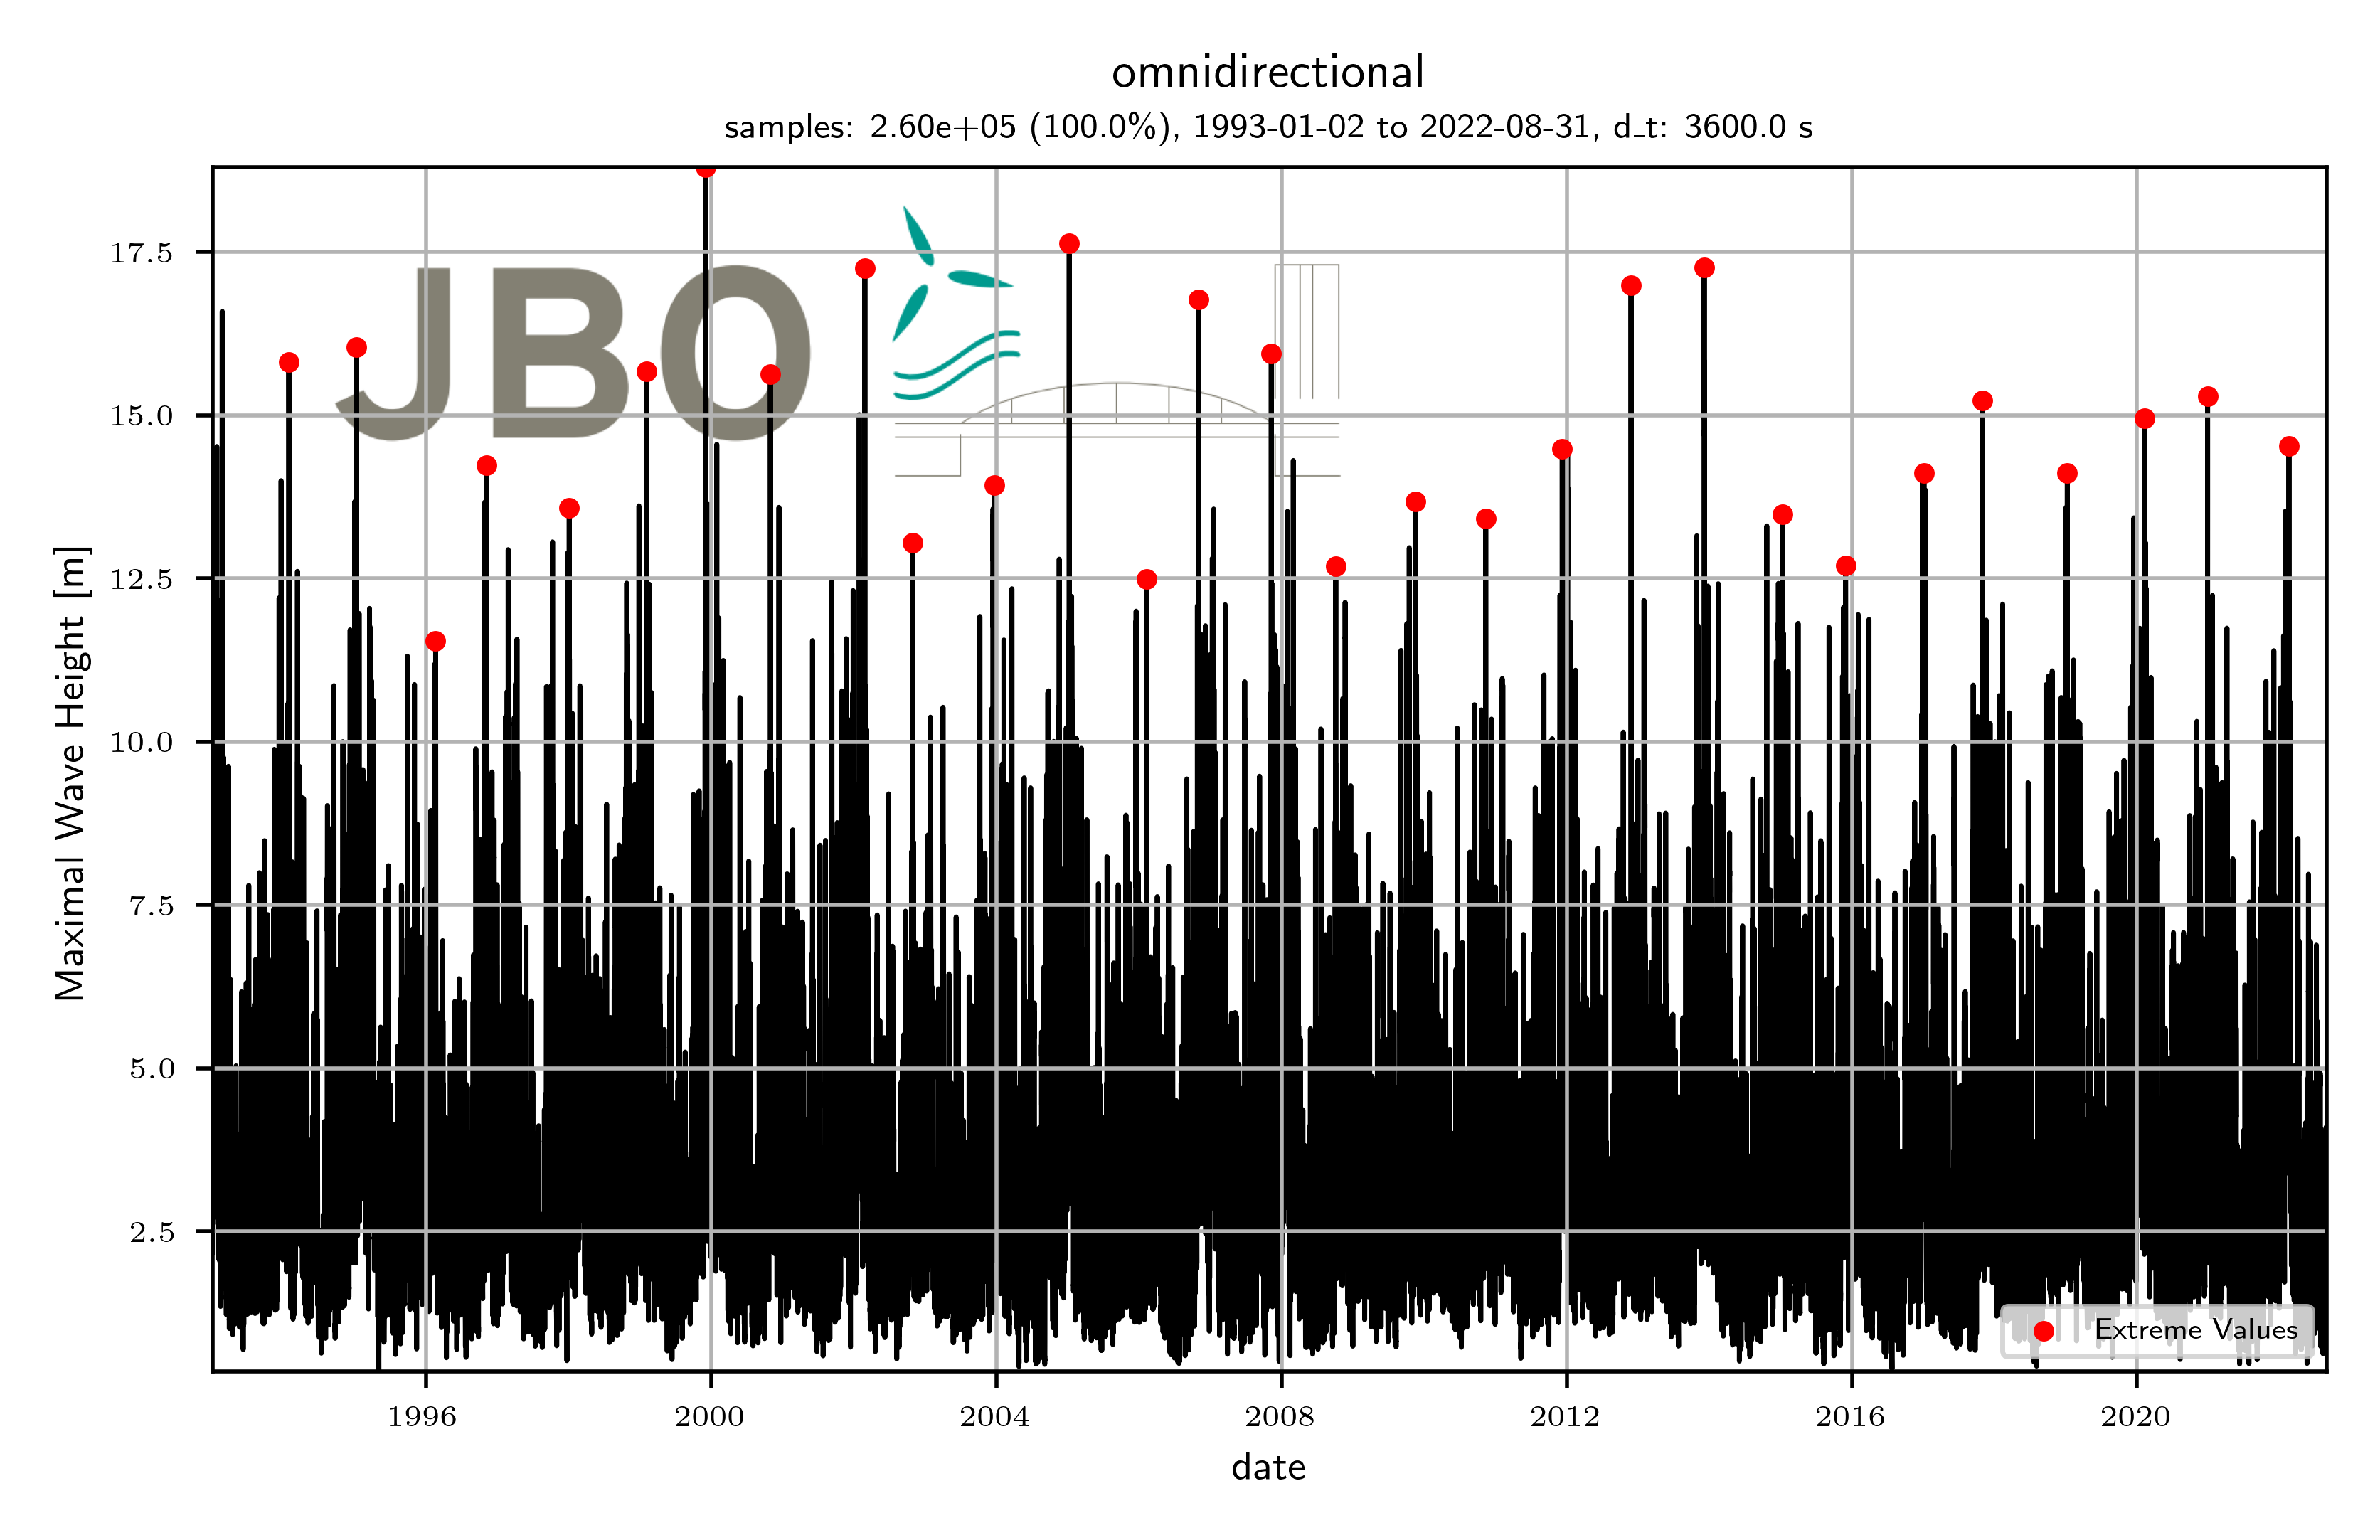 omnidirectional
samples: 2.60e+05 (100.0%), 1993-01-02 to 2022-08-31, d_t: 3600.0 s
JBO
Maximal Wave Height [m]
17.5
15.0
12.5
10.0
7.5
5.0
2.5
Extreme Values
1996 2000 2004 2008 2012 2016 2020
date